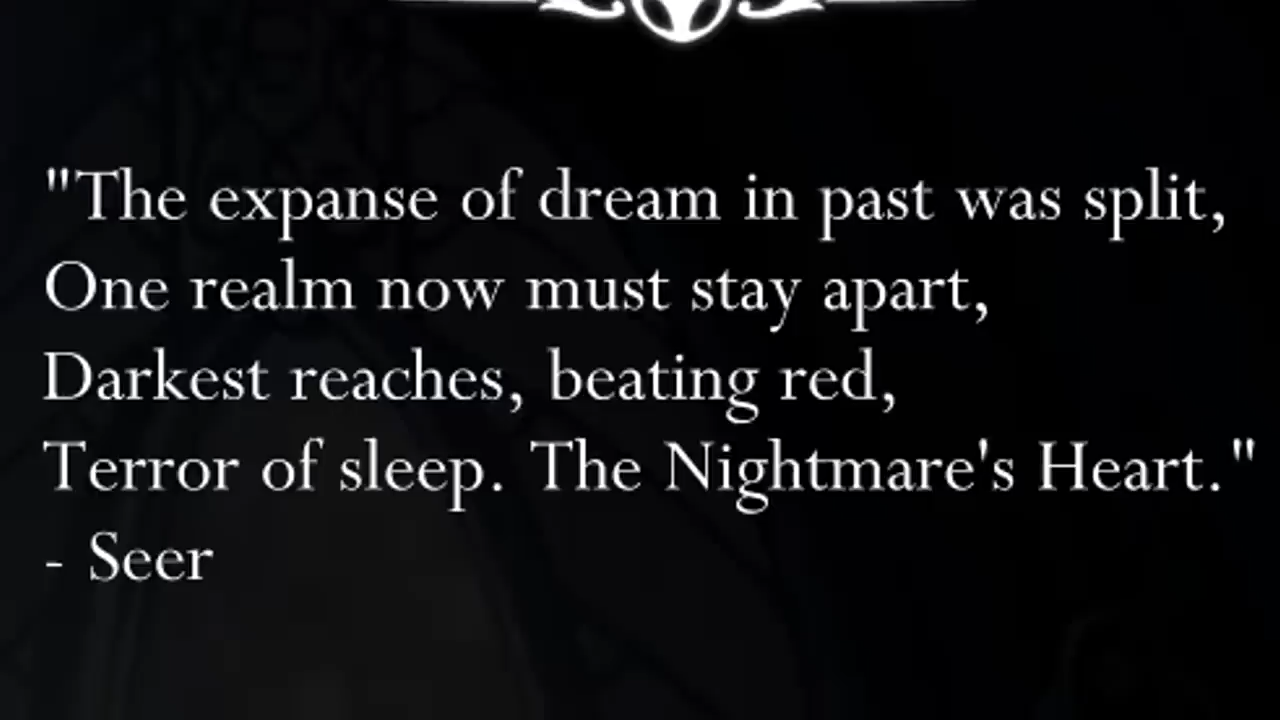 "The expanse of dream in past was split,
One realm now must stay apart,
Darkest reaches, beating red,
Terror of sleep. The Nightmare's Heart."
- Seer